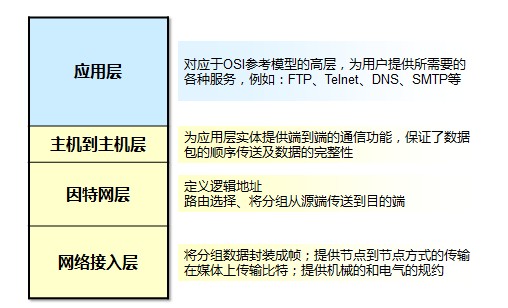 应用层
对应于OSI参考模型的高层，为用户提供所需要的
各种服务，例如：FTP、Telnet、DNS、SMTP等
主机到主机层
为应用层实体提供端到端的通信功能，保证了数据
包的顺序传送及数据的完整性
因特网层
定义逻辑地址
路由选择、将分组从源端传送到目的端
网络接入层
将分组数据封装成帧；提供节点到节点方式的传输
在媒体上传输比特；提供机械的和电气的规约